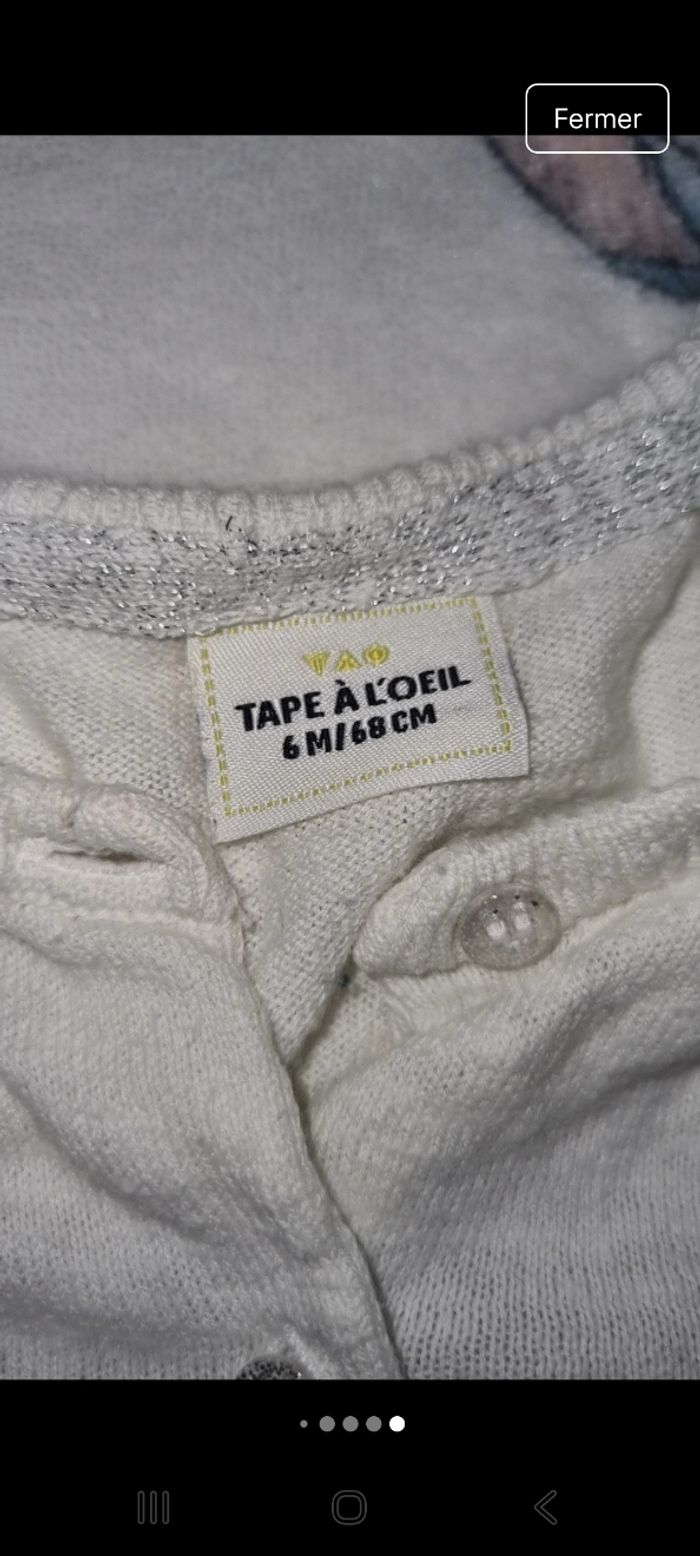 Fermer
TAO
TAPE À L'OEIL
6 M/68 CM